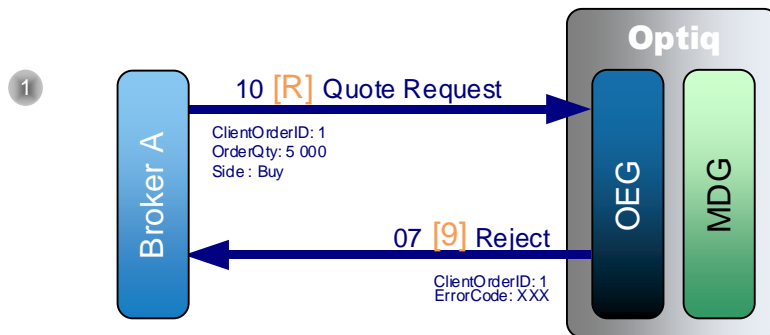 Optiq
1
10 [R] Quote Request
ClientOrderID: 1
OrderQty: 5 000
Side : Buy
Broker A
OEG
MDG
07 [9] Reject
ClientOrderID: 1
ErrorCode: XXX